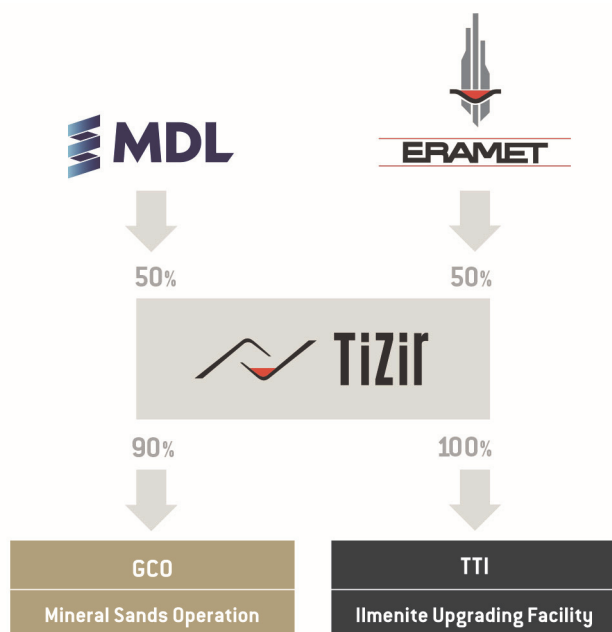 MDL
ERAMET
50%
50%
TiZir
90%
100%
GCO
TTI
Mineral Sands Operation
Ilmenite Upgrading Facility